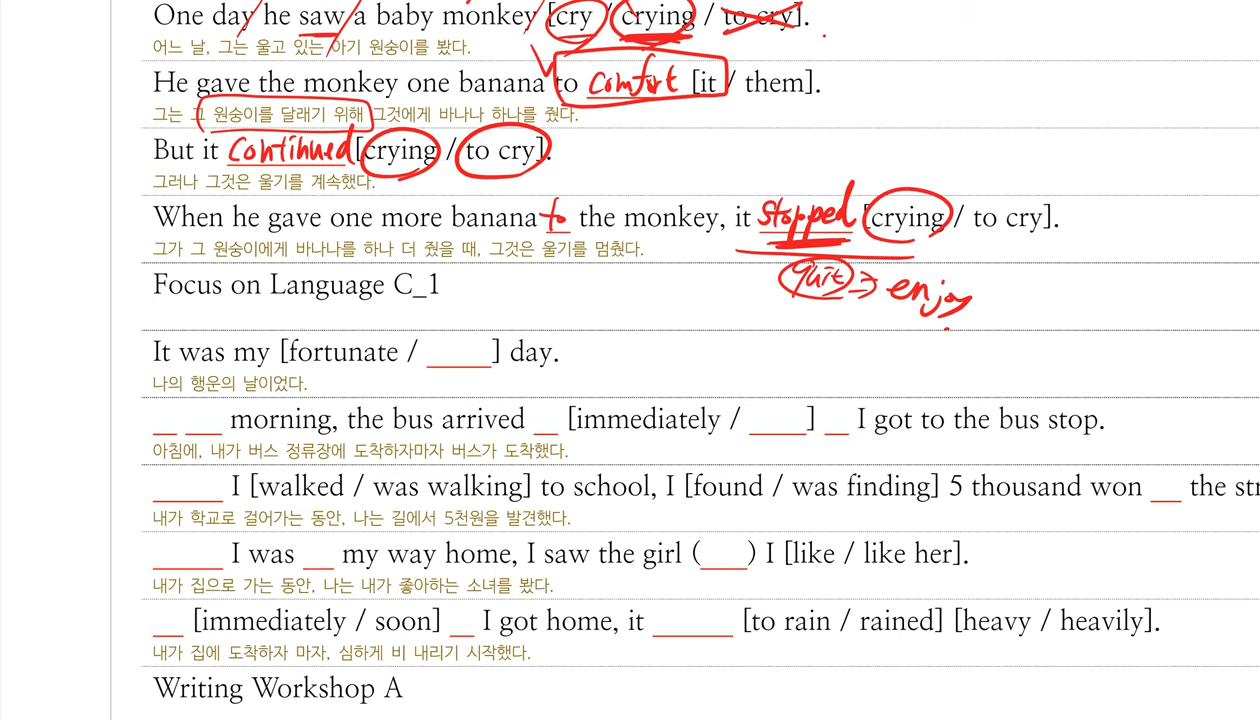 One day he saw a baby monkey [cry / crying / to cry].
어느 날, 그는 울고 있는 아기 원숭이를 봤다.
He gave the monkey one banana to comfort [it / them].
그는 그 원숭이를 달래기 위해 그것에게 바나나 하나를 줬다.
But it continued [crying / to cry].
그러나 그것은 울기를 계속했다.
When he gave one more banana to the monkey, it stopped [crying / to cry].
그가 그 원숭이에게 바나나를 하나 더 줬을 때, 그것은 울기를 멈췄다.
quit ⇒ enjoy
Focus on Language C_1
It was my [fortunate / _____ ] day.
나의 행운의 날이었다.
__ ___ morning, the bus arrived __ [immediately / ____ ] __ I got to the bus stop.
아침에, 내가 버스 정류장에 도착하자마자 버스가 도착했다.
_____ I [walked / was walking] to school, I [found / was finding] 5 thousand won __ the str
내가 학교로 걸어가는 동안, 나는 길에서 5천원을 발견했다.
_____ I was __ my way home, I saw the girl (___ ) I [like / like her].
내가 집으로 가는 동안, 나는 내가 좋아하는 소녀를 봤다.
__ [immediately / soon] __ I got home, it ______ [to rain / rained] [heavy / heavily].
내가 집에 도착하자 마자, 심하게 비 내리기 시작했다.
Writing Workshop A